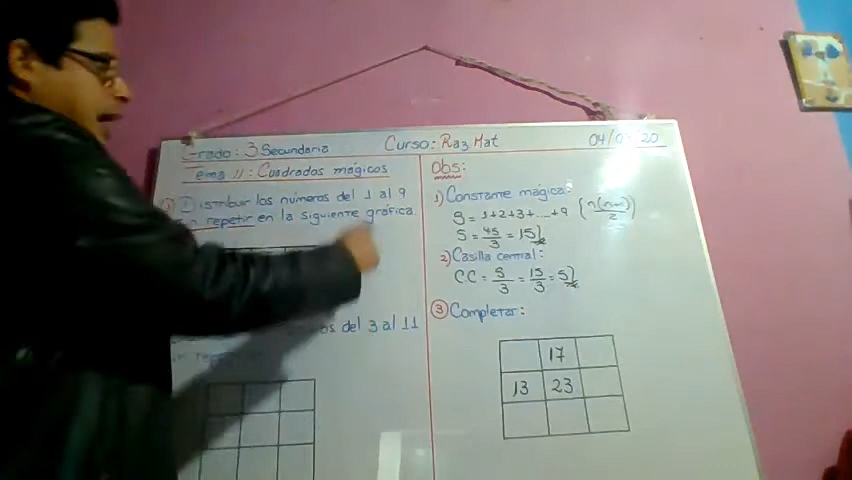 Grado: 3 Secundaria
Curso: Raz Mat
04/0 20
Tema 11: Cuadrados mágicos
① Distribuir los números del 1 al 9
sin repetir en la siguiente gráfica.
del 3 al 11
Obs:
1) Constante mágica:
S = 1+2+3+....+9 (n(n+1)/2)
S = 45/3 = 15
2) Casilla central:
CC = S/3 = 15/3 = 5
③ Completar:
17
13 23